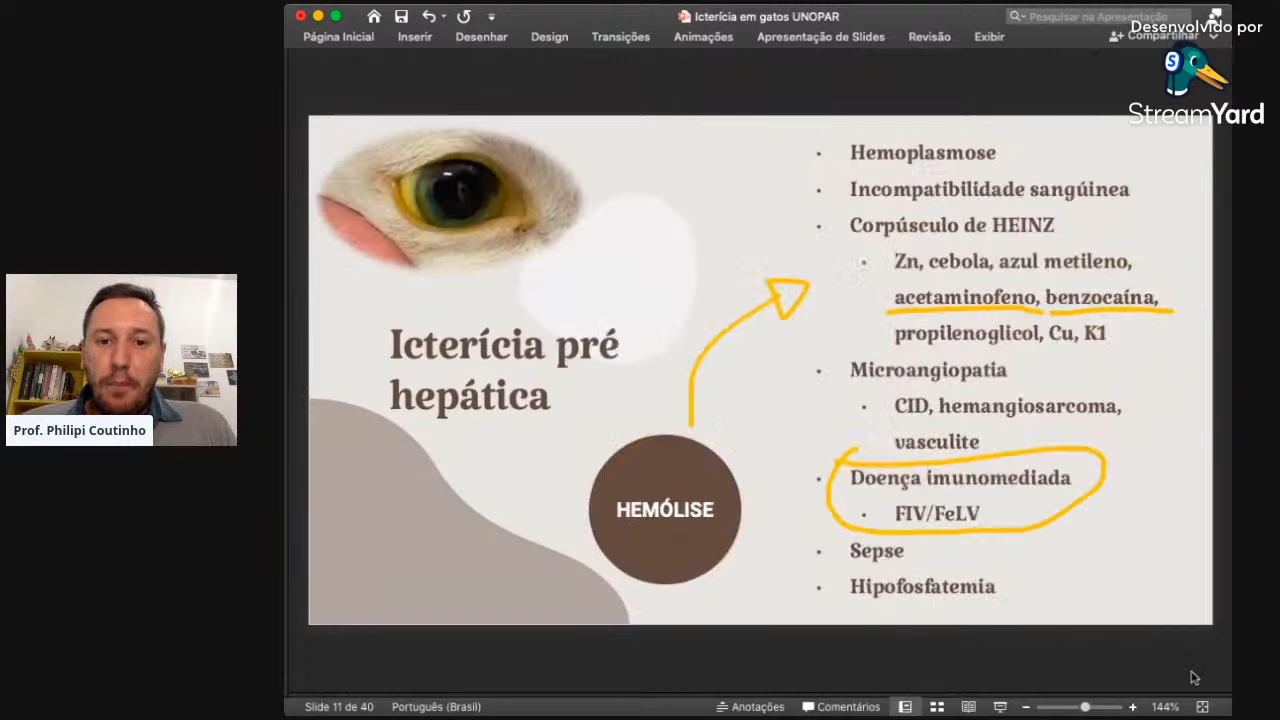 Icterícia em gatos UNOPAR
Pesquisar na Apresentação
Desenvolvido por
Página Inicial
Inserir
Desenhar
Design
Transições
Animações
Apresentação de Slides
Revisão
Exibir
Compartilhar
StreamYard
Icterícia pré
hepática
HEMÓLISE
• Hemoplasmose
• Incompatibilidade sangúinea
• Corpúsculo de HEINZ
• Zn, cebola, azul metileno,
acetaminofeno, benzocaína,
propilenoglicol, Cu, K1
• Microangiopatia
• CID, hemangiosarcoma,
vasculite
• Doença imunomediada
• FIV/FeLV
• Sepse
• Hipofosfatemia
Prof. Philipi Coutinho
Slide 11 de 40
Português (Brasil)
Anotações
Comentários
144%